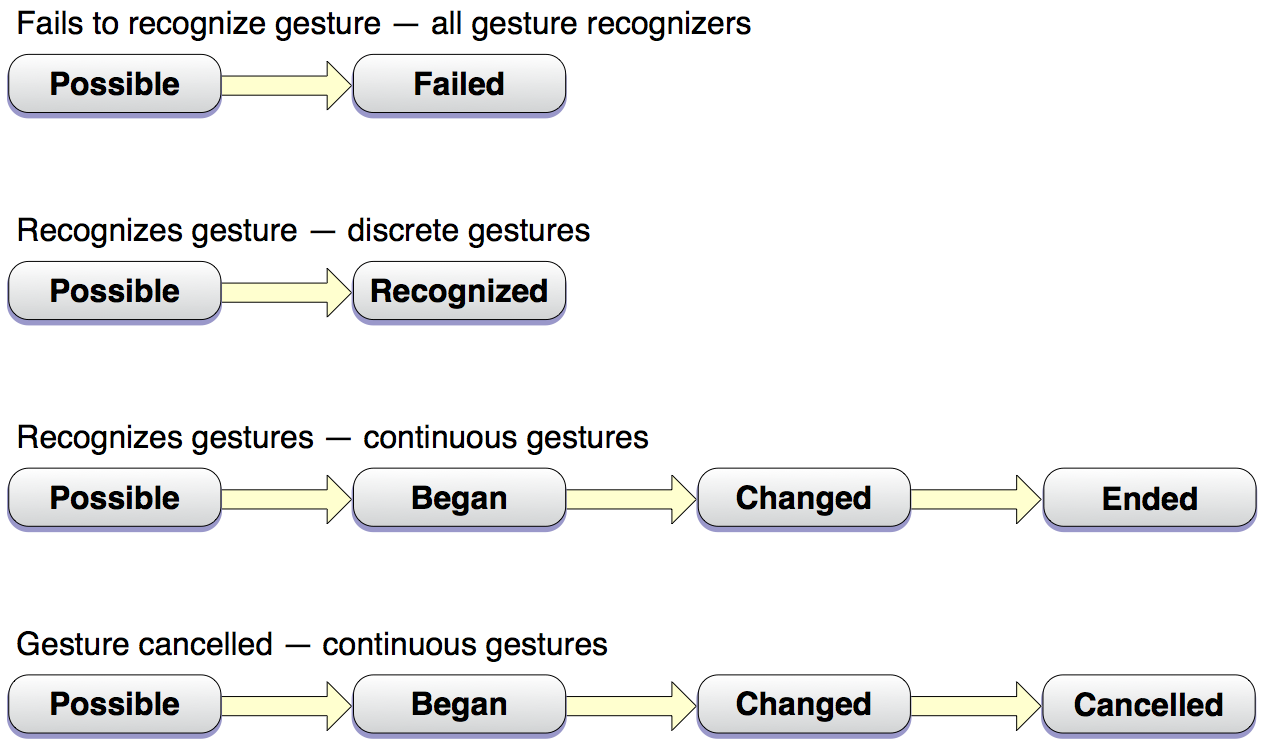 Fails to recognize gesture — all gesture recognizers
Possible Failed
Recognizes gesture — discrete gestures
Possible Recognized
Recognizes gestures — continuous gestures
Possible Began Changed Ended
Gesture cancelled — continuous gestures
Possible Began Changed Cancelled